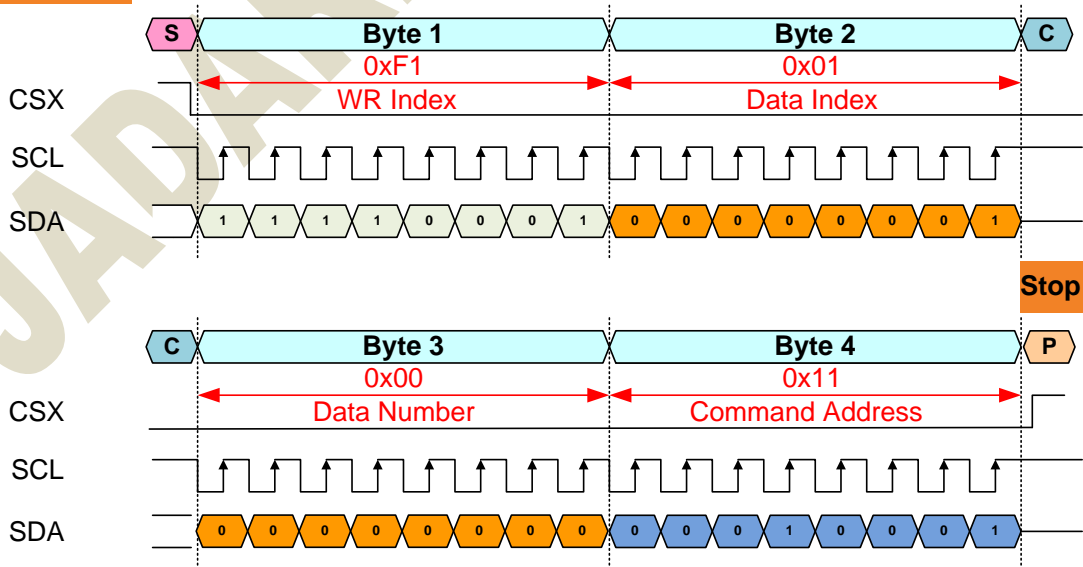 S Byte 1 Byte 2 C
0xF1 0x01
CSX WR Index Data Index
SCL
SDA 1 1 1 1 0 0 0 1 0 0 0 0 0 0 0 1
Stop
C Byte 3 Byte 4 P
0x00 0x11
CSX Data Number Command Address
SCL
SDA 0 0 0 0 0 0 0 0 0 0 0 1 0 0 0 1